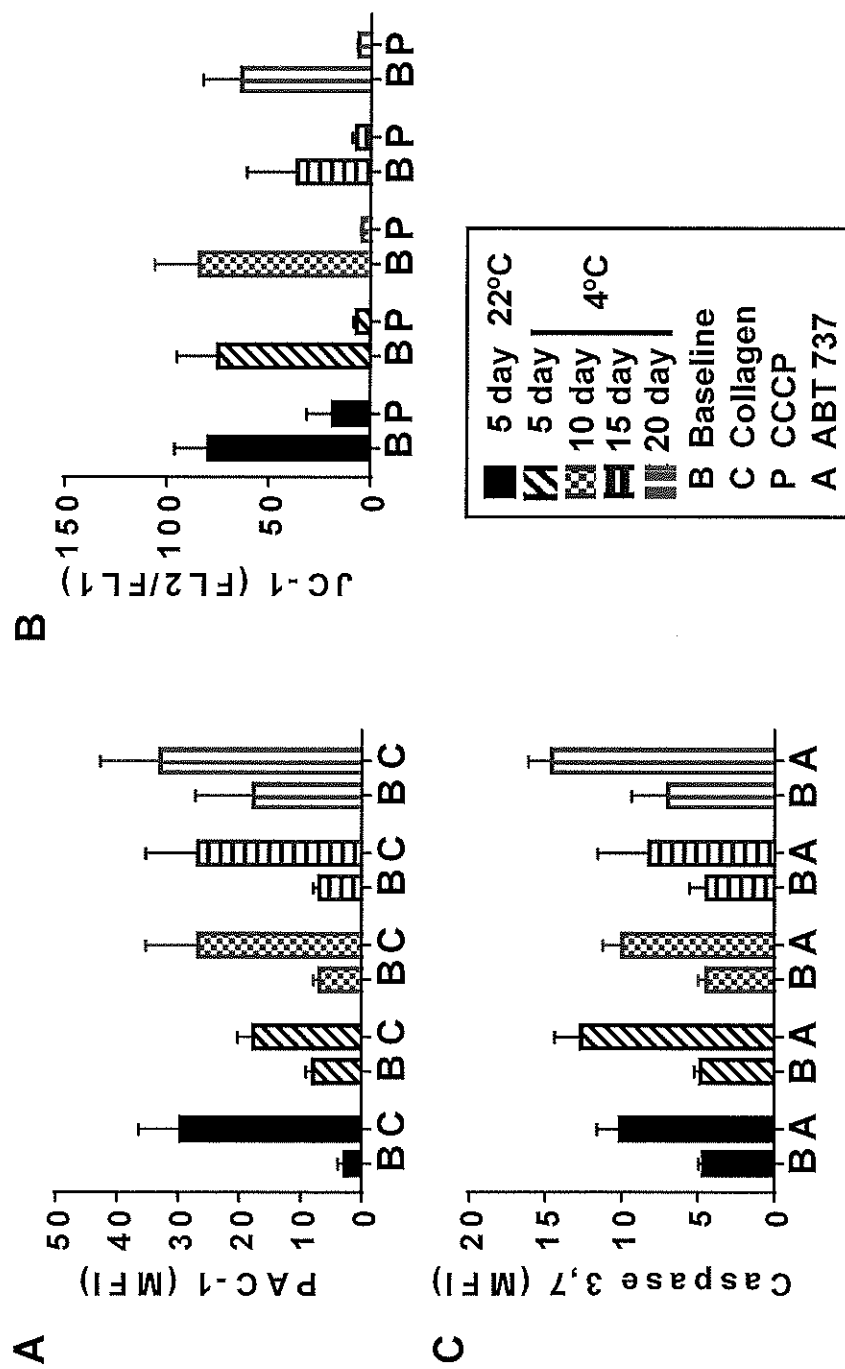 A
PAC-1 (MFI)
50
40
30
20
10
0
B C B C B C B C B C
B
JC-1 (FL2/FL1)
150
100
50
0
B P B P B P B P B P
C
Caspase 3,7 (MFI)
20
15
10
5
0
B A B A B A B A B A
5 day 22ºC
5 day
10 day
15 day
20 day
4ºC
B Baseline
C Collagen
P CCCP
A ABT 737